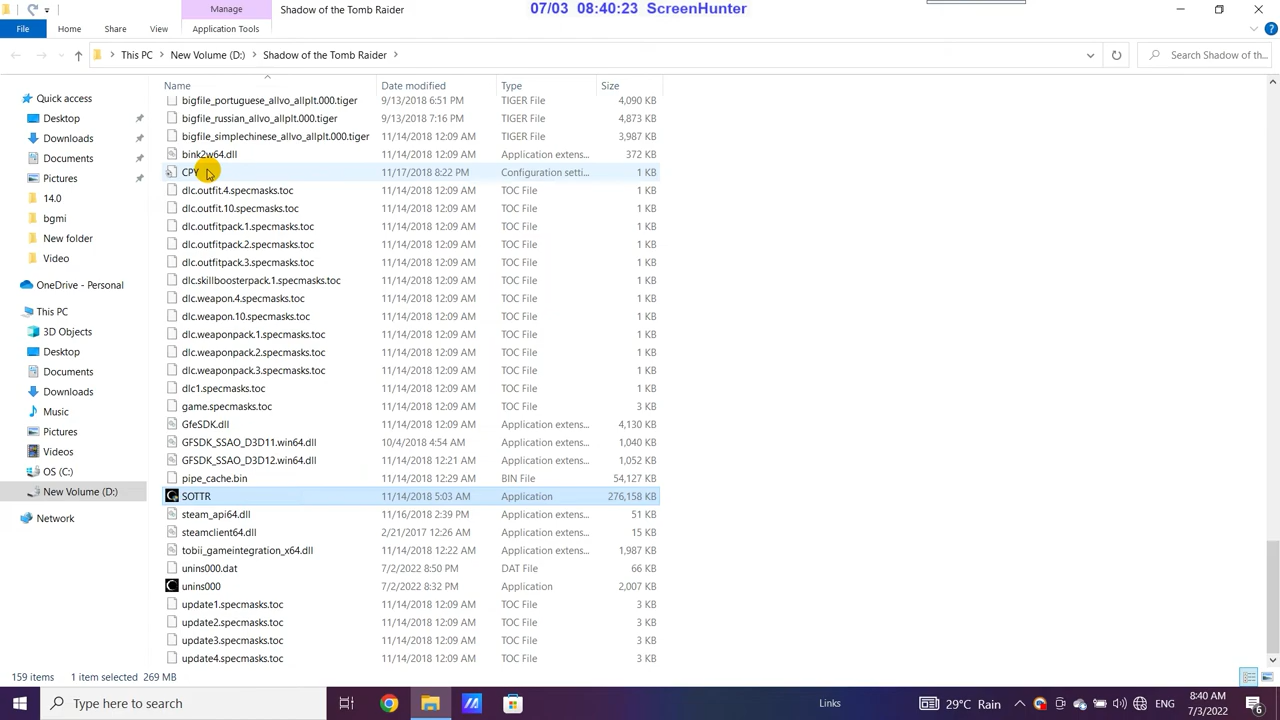 Manage
Shadow of the Tomb Raider
07/03 08:40:23 ScreenHunter
File
Home
Share
View
Application Tools
This PC
New Volume (D:)
Shadow of the Tomb Raider
Search Shadow of th...
Name
Date modified
Type
Size
Quick access
Desktop
Downloads
Documents
Pictures
14.0
bgmi
New folder
Video
OneDrive - Personal
This PC
3D Objects
Desktop
Documents
Downloads
Music
Pictures
Videos
OS (C:)
New Volume (D:)
Network
bigfile_portuguese_allvo_allplt.000.tiger 9/13/2018 6:51 PM TIGER File 4,090 KB
bigfile_russian_allvo_allplt.000.tiger 9/13/2018 7:16 PM TIGER File 4,873 KB
bigfile_simplechinese_allvo_allplt.000.tiger 11/14/2018 12:09 AM TIGER File 3,987 KB
bink2w64.dll 11/14/2018 12:09 AM Application extens... 372 KB
CPY 11/17/2018 8:22 PM Configuration setti... 1 KB
dlc.outfit.4.specmasks.toc 11/14/2018 12:09 AM TOC File 1 KB
dlc.outfit.10.specmasks.toc 11/14/2018 12:09 AM TOC File 1 KB
dlc.outfitpack.1.specmasks.toc 11/14/2018 12:09 AM TOC File 1 KB
dlc.outfitpack.2.specmasks.toc 11/14/2018 12:09 AM TOC File 1 KB
dlc.outfitpack.3.specmasks.toc 11/14/2018 12:09 AM TOC File 1 KB
dlc.skillboosterpack.1.specmasks.toc 11/14/2018 12:09 AM TOC File 1 KB
dlc.weapon.4.specmasks.toc 11/14/2018 12:09 AM TOC File 1 KB
dlc.weapon.10.specmasks.toc 11/14/2018 12:09 AM TOC File 1 KB
dlc.weaponpack.1.specmasks.toc 11/14/2018 12:09 AM TOC File 1 KB
dlc.weaponpack.2.specmasks.toc 11/14/2018 12:09 AM TOC File 1 KB
dlc.weaponpack.3.specmasks.toc 11/14/2018 12:09 AM TOC File 1 KB
dlc1.specmasks.toc 11/14/2018 12:09 AM TOC File 1 KB
game.specmasks.toc 11/14/2018 12:09 AM TOC File 3 KB
GfeSDK.dll 11/14/2018 12:09 AM Application extens... 4,130 KB
GFSDK_SSAO_D3D11.win64.dll 10/4/2018 4:54 AM Application extens... 1,040 KB
GFSDK_SSAO_D3D12.win64.dll 11/14/2018 12:21 AM Application extens... 1,052 KB
pipe_cache.bin 11/14/2018 12:29 AM BIN File 54,127 KB
SOTTR 11/14/2018 5:03 AM Application 276,158 KB
steam_api64.dll 11/16/2018 2:39 PM Application extens... 51 KB
steamclient64.dll 2/21/2017 12:26 AM Application extens... 15 KB
tobii_gameintegration_x64.dll 11/14/2018 12:22 AM Application extens... 1,987 KB
unins000.dat 7/2/2022 8:50 PM DAT File 66 KB
unins000 7/2/2022 8:32 PM Application 2,007 KB
update1.specmasks.toc 11/14/2018 12:09 AM TOC File 3 KB
update2.specmasks.toc 11/14/2018 12:09 AM TOC File 3 KB
update3.specmasks.toc 11/14/2018 12:09 AM TOC File 3 KB
update4.specmasks.toc 11/14/2018 12:09 AM TOC File 3 KB
159 items 1 item selected 269 MB
Type here to search
Links
29°C Rain
ENG
8:40 AM
7/3/2022
6